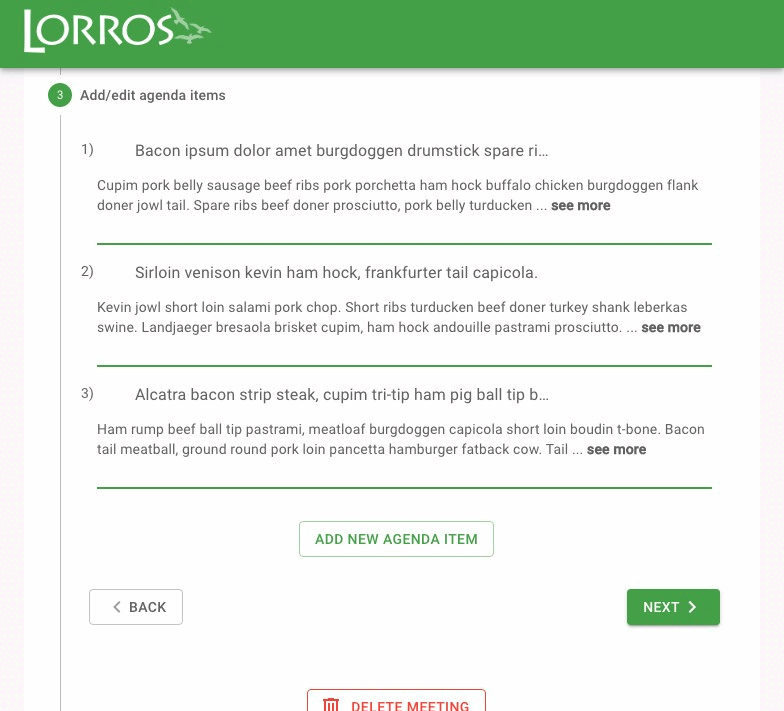 LORROS
3 Add/edit agenda items
1) Bacon ipsum dolor amet burgdoggen drumstick spare ri...
Cupim pork belly sausage beef ribs pork porchetta ham hock buffalo chicken burgdoggen flank
doner jowl tail. Spare ribs beef doner prosciutto, pork belly turducken ... see more
2) Sirloin venison kevin ham hock, frankfurter tail capicola.
Kevin jowl short loin salami pork chop. Short ribs turducken beef doner turkey shank leberkas
swine. Landjaeger bresaola brisket cupim, ham hock andouille pastrami prosciutto. ... see more
3) Alcatra bacon strip steak, cupim tri-tip ham pig ball tip b...
Ham rump beef ball tip pastrami, meatloaf burgdoggen capicola short loin boudin t-bone. Bacon
tail meatball, ground round pork loin pancetta hamburger fatback cow. Tail ... see more
ADD NEW AGENDA ITEM
BACK NEXT
DELETE MEETING